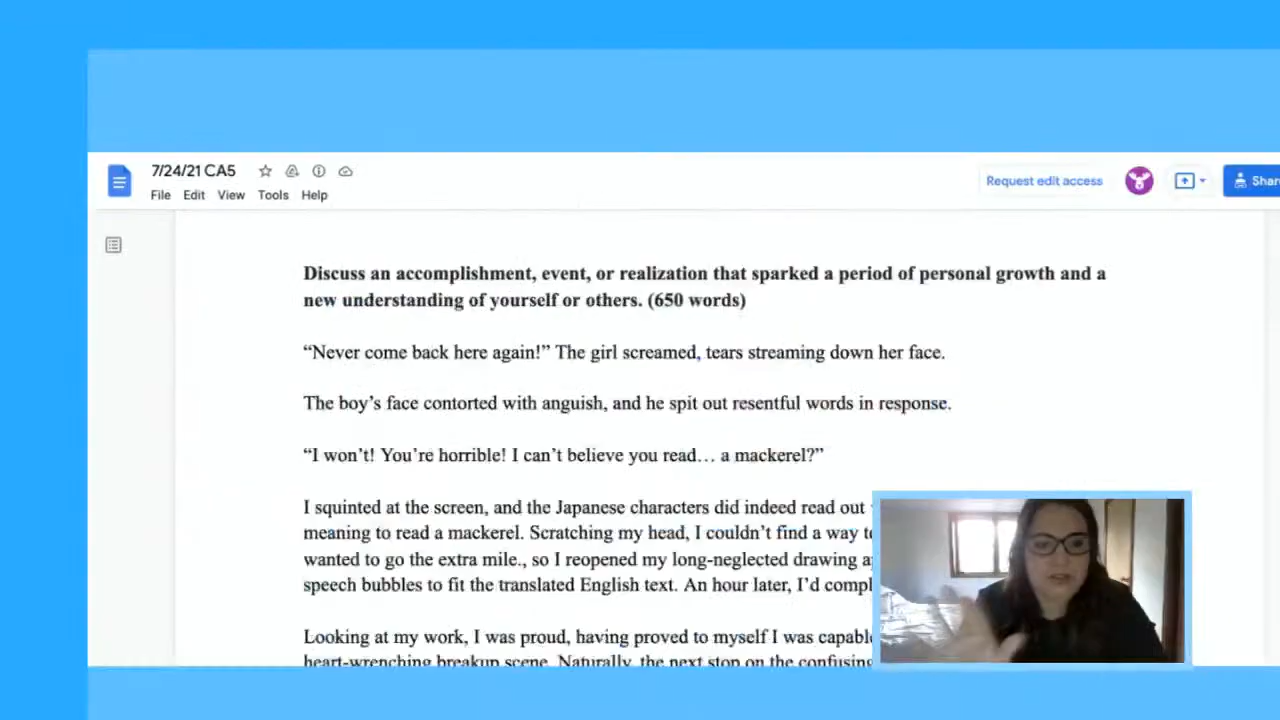 7/24/21 CA5
File Edit View Tools Help
Request edit access
Shar
Discuss an accomplishment, event, or realization that sparked a period of personal growth and a
new understanding of yourself or others. (650 words)
“Never come back here again!” The girl screamed, tears streaming down her face.
The boy’s face contorted with anguish, and he spit out resentful words in response.
“I won’t! You’re horrible! I can’t believe you read… a mackerel?”
I squinted at the screen, and the Japanese characters did indeed read out
meaning to read a mackerel. Scratching my head, I couldn’t find a way
wanted to go the extra mile., so I reopened my long-neglected drawing
speech bubbles to fit the translated English text. An hour later, I’d
Looking at my work, I was proud, having proved to myself I was
heart-wrenching breakup scene. Naturally, the next stop on the confusing